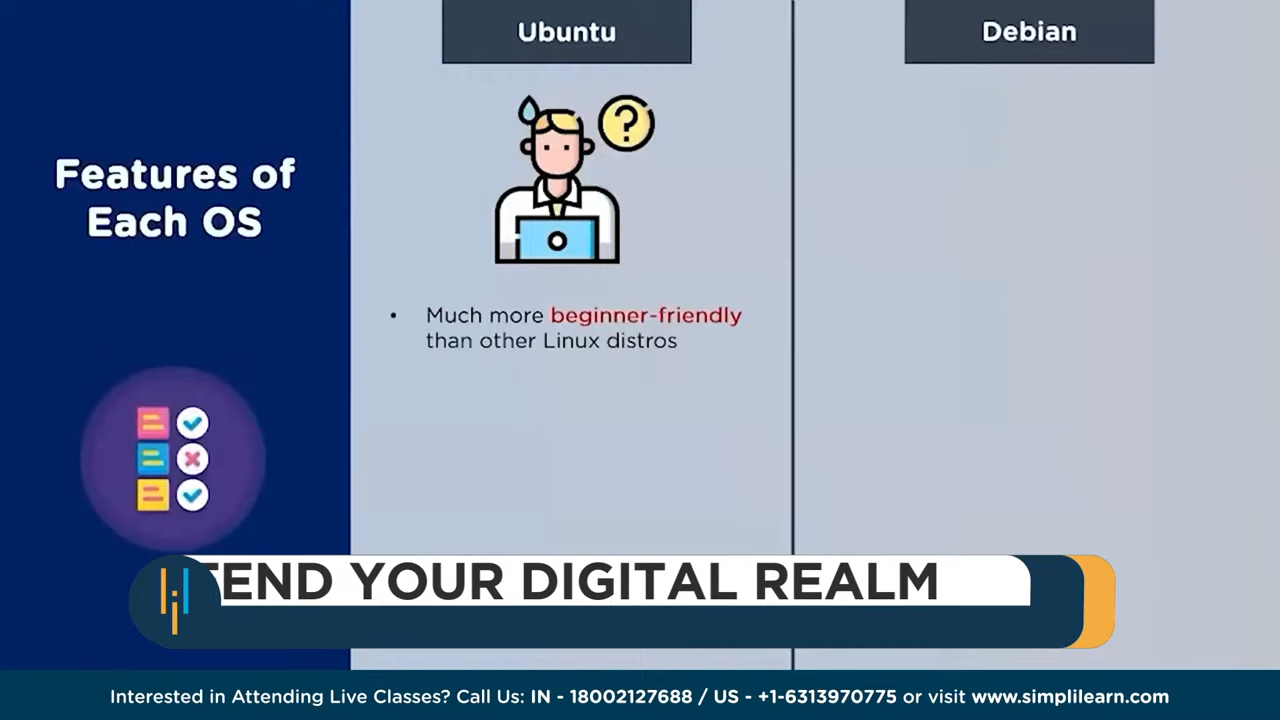 Ubuntu
Debian
Features of
Each OS
?
• Much more beginner-friendly
than other Linux distros
END YOUR DIGITAL REALM
Interested in Attending Live Classes? Call Us: IN - 18002127688 / US - +1-6313970775 or visit www.simplilearn.com